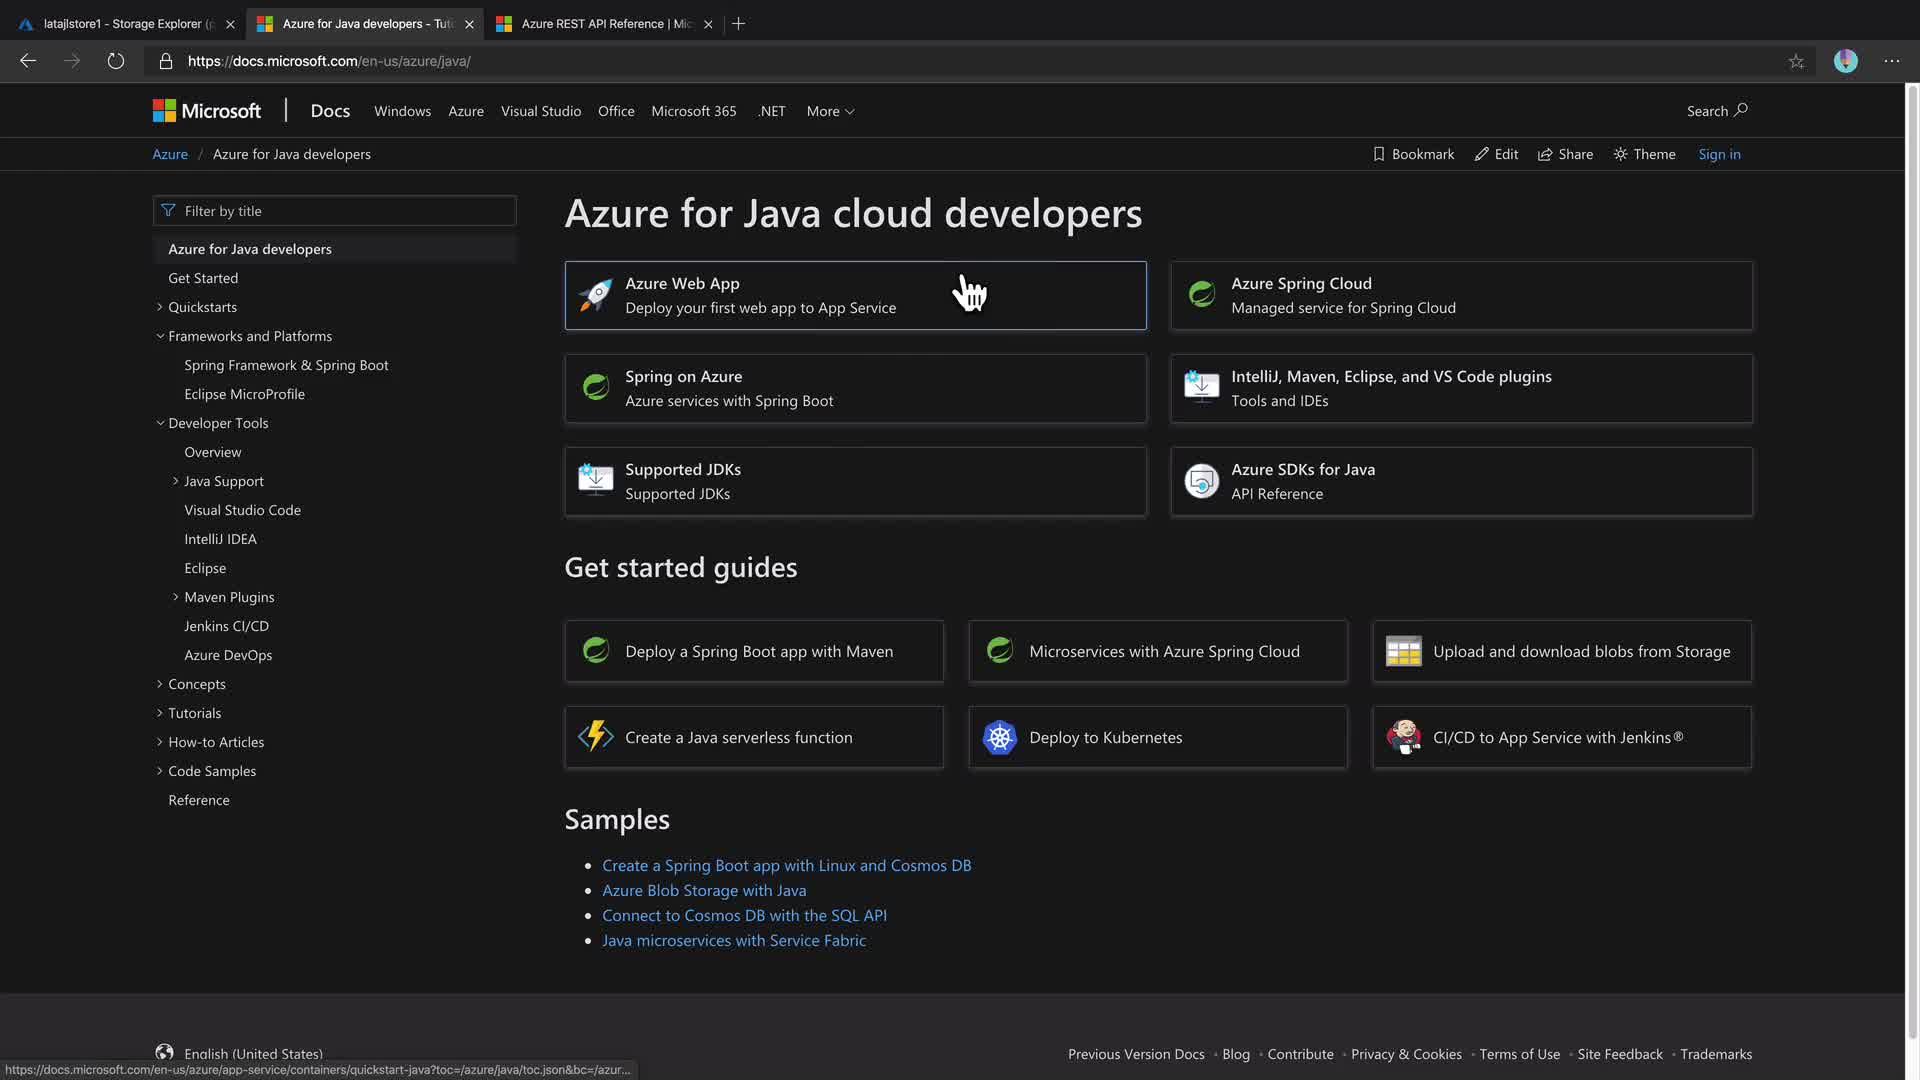 latajlstore1 - Storage Explorer (p
Azure for Java developers - Tuto
Azure REST API Reference | Mic
https://docs.microsoft.com/en-us/azure/java/
Microsoft
Docs
Windows
Azure
Visual Studio
Office
Microsoft 365
.NET
More
Search
Azure / Azure for Java developers
Bookmark
Edit
Share
Theme
Sign in
Filter by title
Azure for Java developers
Get Started
Quickstarts
Frameworks and Platforms
Spring Framework & Spring Boot
Eclipse MicroProfile
Developer Tools
Overview
Java Support
Visual Studio Code
IntelliJ IDEA
Eclipse
Maven Plugins
Jenkins CI/CD
Azure DevOps
Concepts
Tutorials
How-to Articles
Code Samples
Reference
Azure for Java cloud developers
Azure Web App
Deploy your first web app to App Service
Azure Spring Cloud
Managed service for Spring Cloud
Spring on Azure
Azure services with Spring Boot
IntelliJ, Maven, Eclipse, and VS Code plugins
Tools and IDEs
Supported JDKs
Supported JDKs
Azure SDKs for Java
API Reference
Get started guides
Deploy a Spring Boot app with Maven
Microservices with Azure Spring Cloud
Upload and download blobs from Storage
Create a Java serverless function
Deploy to Kubernetes
CI/CD to App Service with Jenkins®
Samples
• Create a Spring Boot app with Linux and Cosmos DB
• Azure Blob Storage with Java
• Connect to Cosmos DB with the SQL API
• Java microservices with Service Fabric
English (United States)
Previous Version Docs • Blog • Contribute • Privacy & Cookies • Terms of Use • Site Feedback • Trademarks
https://docs.microsoft.com/en-us/azure/app-service/containers/quickstart-java?toc=/azure/java/toc.json&bc=/azur...